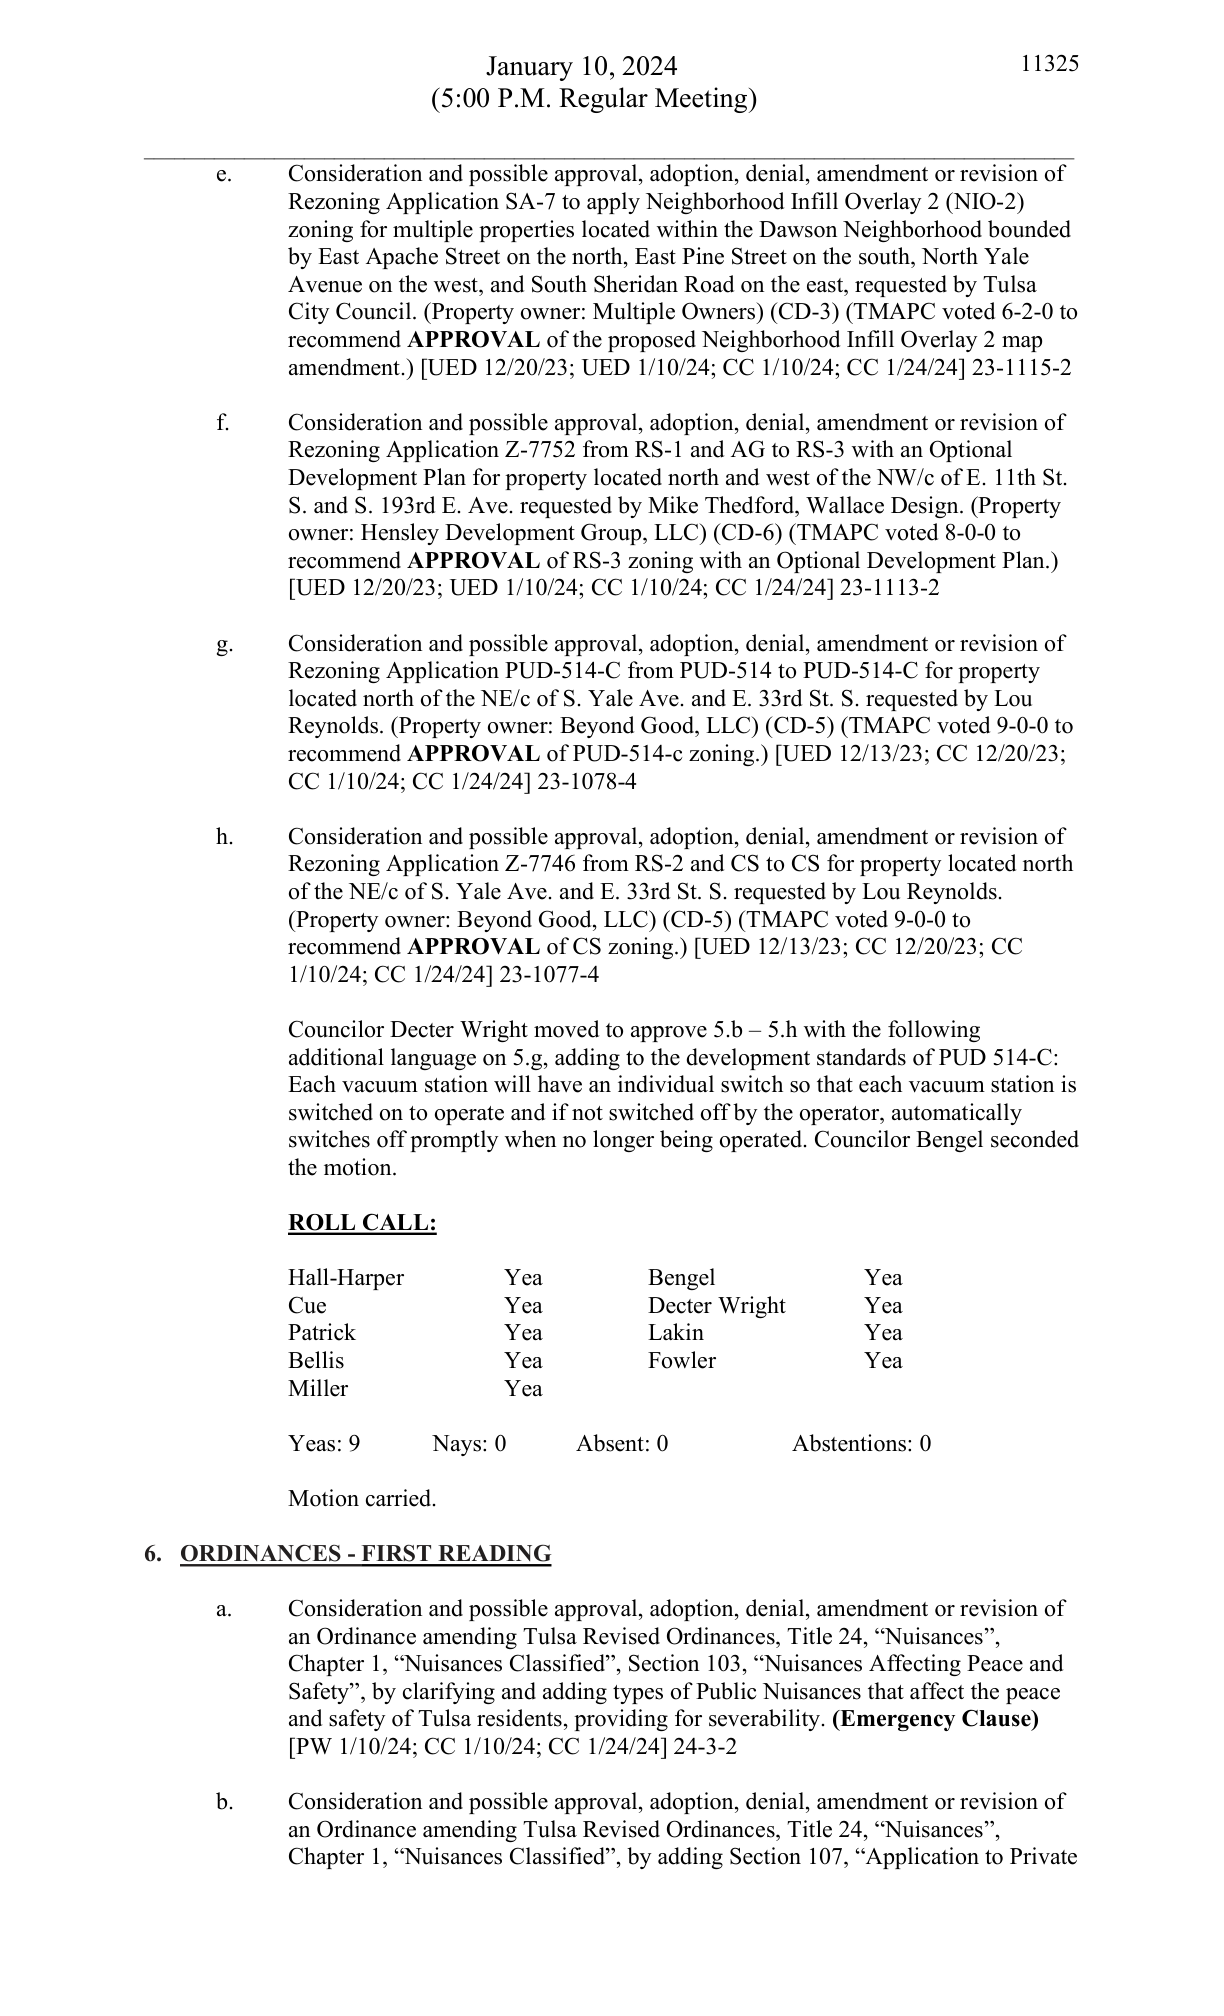 January 10, 2024
11325
(5:00 P.M. Regular Meeting)
e. Consideration and possible approval, adoption, denial, amendment or revision of
Rezoning Application SA-7 to apply Neighborhood Infill Overlay 2 (NIO-2)
zoning for multiple properties located within the Dawson Neighborhood bounded
by East Apache Street on the north, East Pine Street on the south, North Yale
Avenue on the west, and South Sheridan Road on the east, requested by Tulsa
City Council. (Property owner: Multiple Owners) (CD-3) (TMAPC voted 6-2-0 to
recommend APPROVAL of the proposed Neighborhood Infill Overlay 2 map
amendment.) [UED 12/20/23; UED 1/10/24; CC 1/10/24; CC 1/24/24] 23-1115-2
f. Consideration and possible approval, adoption, denial, amendment or revision of
Rezoning Application Z-7752 from RS-1 and AG to RS-3 with an Optional
Development Plan for property located north and west of the NW/c of E. 11th St.
S. and S. 193rd E. Ave. requested by Mike Thedford, Wallace Design. (Property
owner: Hensley Development Group, LLC) (CD-6) (TMAPC voted 8-0-0 to
recommend APPROVAL of RS-3 zoning with an Optional Development Plan.)
[UED 12/20/23; UED 1/10/24; CC 1/10/24; CC 1/24/24] 23-1113-2
g. Consideration and possible approval, adoption, denial, amendment or revision of
Rezoning Application PUD-514-C from PUD-514 to PUD-514-C for property
located north of the NE/c of S. Yale Ave. and E. 33rd St. S. requested by Lou
Reynolds. (Property owner: Beyond Good, LLC) (CD-5) (TMAPC voted 9-0-0 to
recommend APPROVAL of PUD-514-c zoning.) [UED 12/13/23; CC 12/20/23;
CC 1/10/24; CC 1/24/24] 23-1078-4
h. Consideration and possible approval, adoption, denial, amendment or revision of
Rezoning Application Z-7746 from RS-2 and CS to CS for property located north
of the NE/c of S. Yale Ave. and E. 33rd St. S. requested by Lou Reynolds.
(Property owner: Beyond Good, LLC) (CD-5) (TMAPC voted 9-0-0 to
recommend APPROVAL of CS zoning.) [UED 12/13/23; CC 12/20/23; CC
1/10/24; CC 1/24/24] 23-1077-4
Councilor Decter Wright moved to approve 5.b – 5.h with the following
additional language on 5.g, adding to the development standards of PUD 514-C:
Each vacuum station will have an individual switch so that each vacuum station is
switched on to operate and if not switched off by the operator, automatically
switches off promptly when no longer being operated. Councilor Bengel seconded
the motion.
ROLL CALL:
Hall-Harper Yea Bengel Yea
Cue Yea Decter Wright Yea
Patrick Yea Lakin Yea
Bellis Yea Fowler Yea
Miller Yea
Yeas: 9 Nays: 0 Absent: 0 Abstentions: 0
Motion carried.
6. ORDINANCES - FIRST READING
a. Consideration and possible approval, adoption, denial, amendment or revision of
an Ordinance amending Tulsa Revised Ordinances, Title 24, “Nuisances”,
Chapter 1, “Nuisances Classified”, Section 103, “Nuisances Affecting Peace and
Safety”, by clarifying and adding types of Public Nuisances that affect the peace
and safety of Tulsa residents, providing for severability. (Emergency Clause)
[PW 1/10/24; CC 1/10/24; CC 1/24/24] 24-3-2
b. Consideration and possible approval, adoption, denial, amendment or revision of
an Ordinance amending Tulsa Revised Ordinances, Title 24, “Nuisances”,
Chapter 1, “Nuisances Classified”, by adding Section 107, “Application to Private